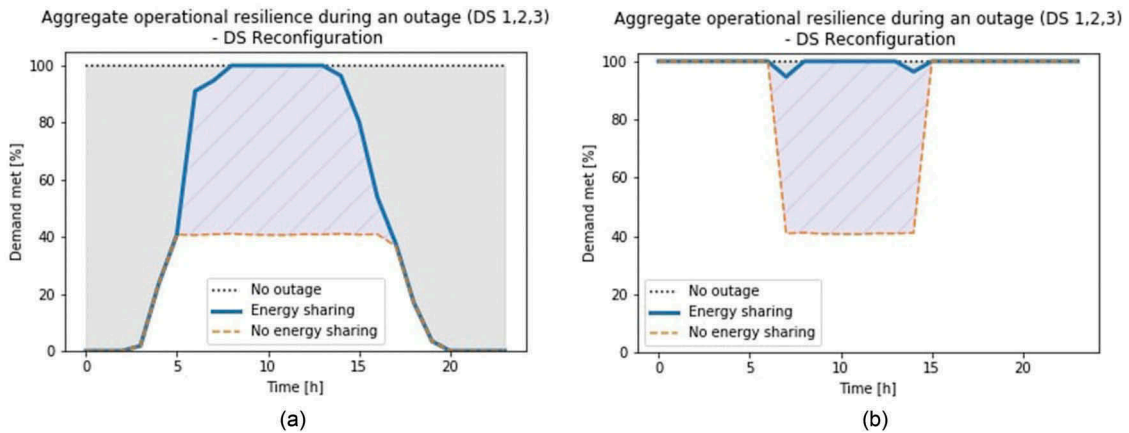 Aggregate operational resilience during an outage (DS 1,2,3)
- DS Reconfiguration
100
80
60
40
20
0
Demand met [%]
No outage
Energy sharing
No energy sharing
0
5
10
15
20
Time [h]
(a)
Aggregate operational resilience during an outage (DS 1,2,3)
- DS Reconfiguration
100
80
60
40
20
0
Demand met [%]
No outage
Energy sharing
No energy sharing
0
5
10
15
20
Time [h]
(b)